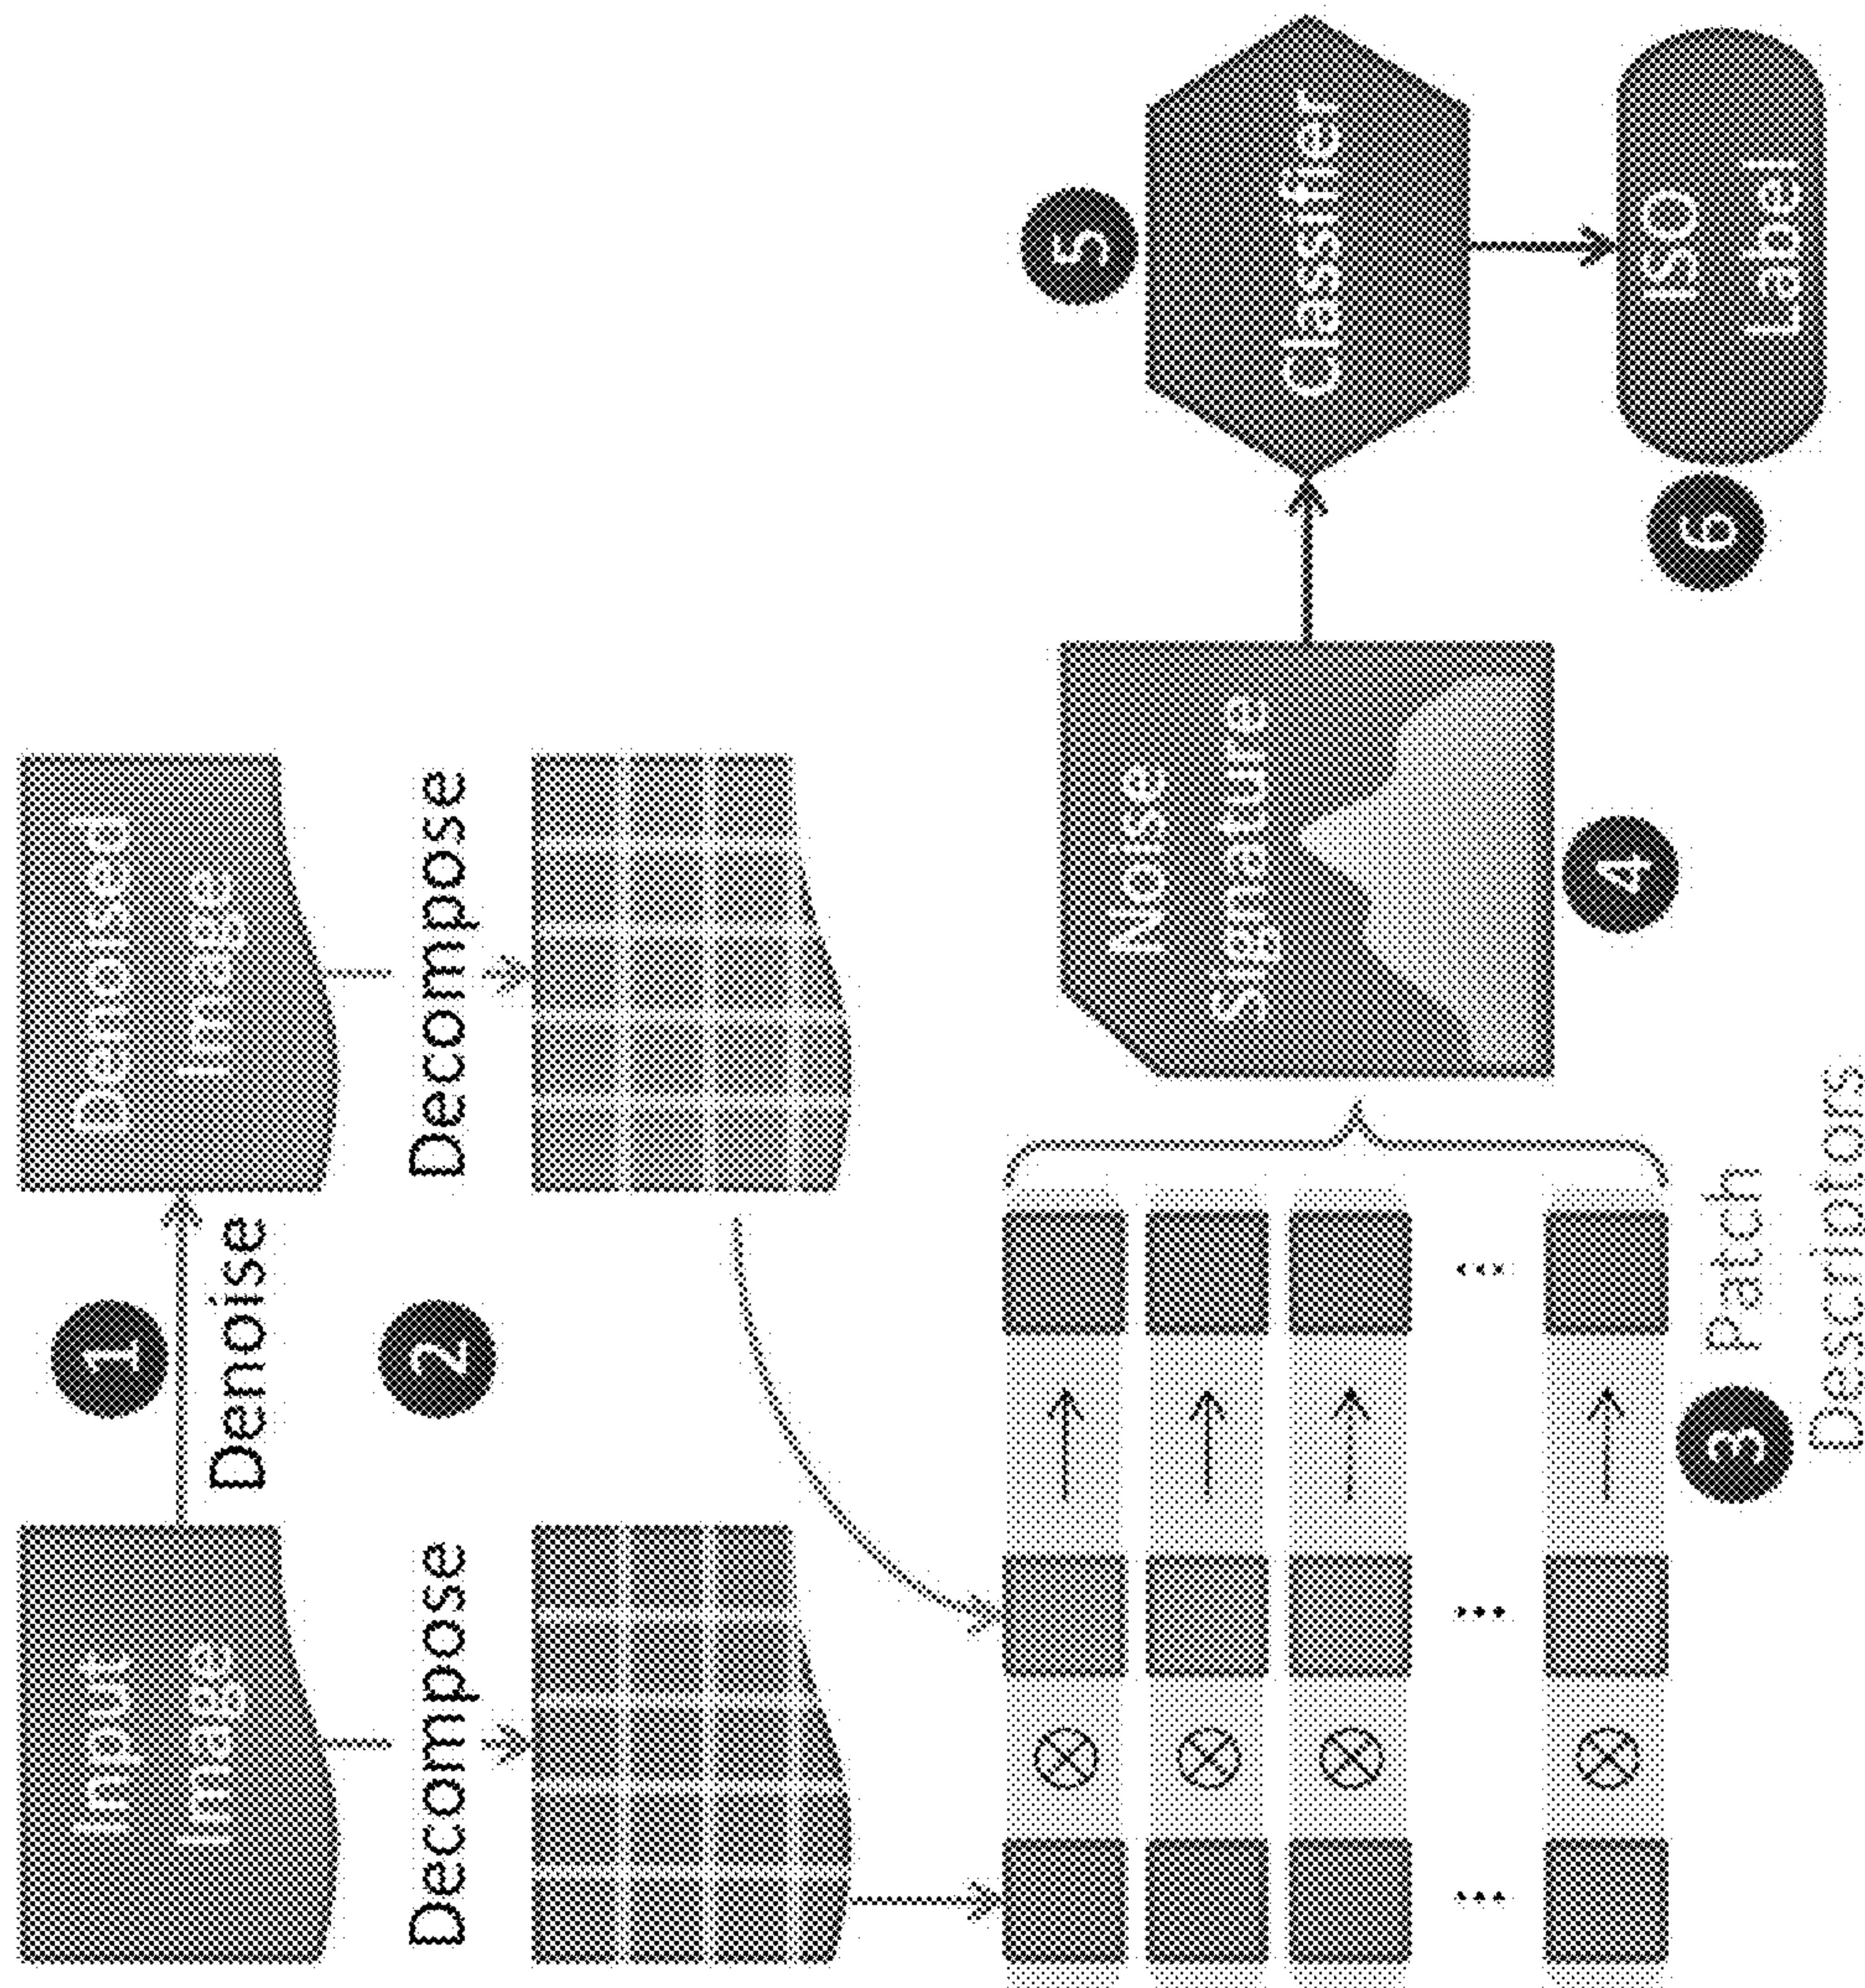 Input
Image
1
Denoise
Denoised
Image
Decompose
2
Decompose
3
Patch
Descriptors
Noise
Signature
4
5
Classifier
6
ISO
Label